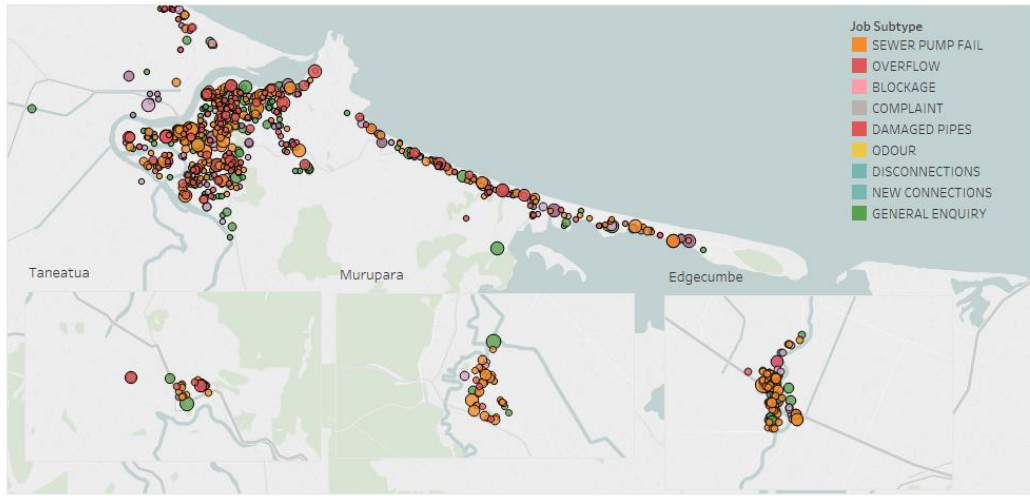 Job Subtype
SEWER PUMP FAIL
OVERFLOW
BLOCKAGE
COMPLAINT
DAMAGED PIPES
ODOUR
DISCONNECTIONS
NEW CONNECTIONS
GENERAL ENQUIRY
Taneatua
Murupara
Edgecumbe